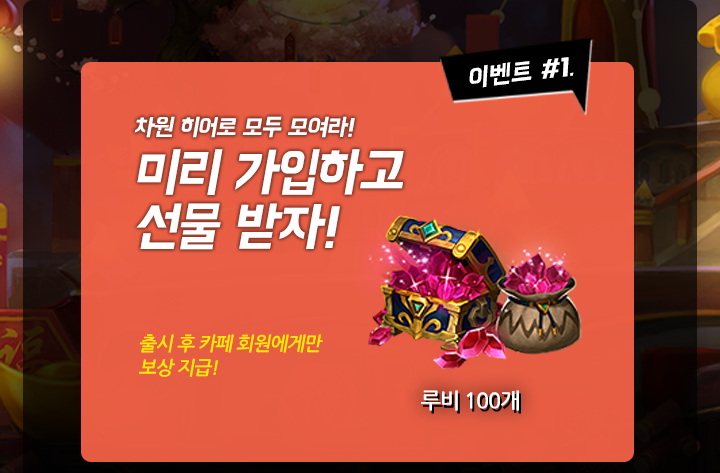 이벤트 #1.
차원 히어로 모두 모여라!
미리 가입하고
선물 받자!
출시 후 카페 회원에게만
보상 지급!
루비 100개